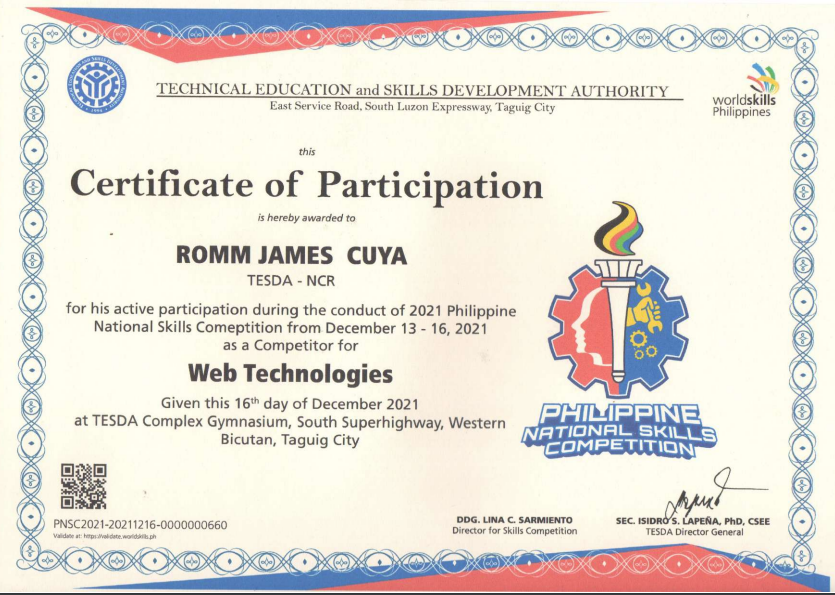 TECHNICAL EDUCATION and SKILLS DEVELOPMENT AUTHORITY
East Service Road, South Luzon Expressway, Taguig City
worldskills
Philippines
this
Certificate of Participation
is hereby awarded to
ROMM JAMES CUYA
TESDA - NCR
for his active participation during the conduct of 2021 Philippine
National Skills Comeptition from December 13 - 16, 2021
as a Competitor for
Web Technologies
Given this 16th day of December 2021
at TESDA Complex Gymnasium, South Superhighway, Western
Bicutan, Taguig City
PHILIPPINE
NATIONAL SKILLS
COMPETITION
PNSC2021-20211216-0000000660
Validate at: https://validate.worldskills.ph
DDG. LINA C. SARMIENTO
Director for Skills Competition
SEC. ISIDRO S. LAPEÑA, PhD, CSEE
TESDA Director General